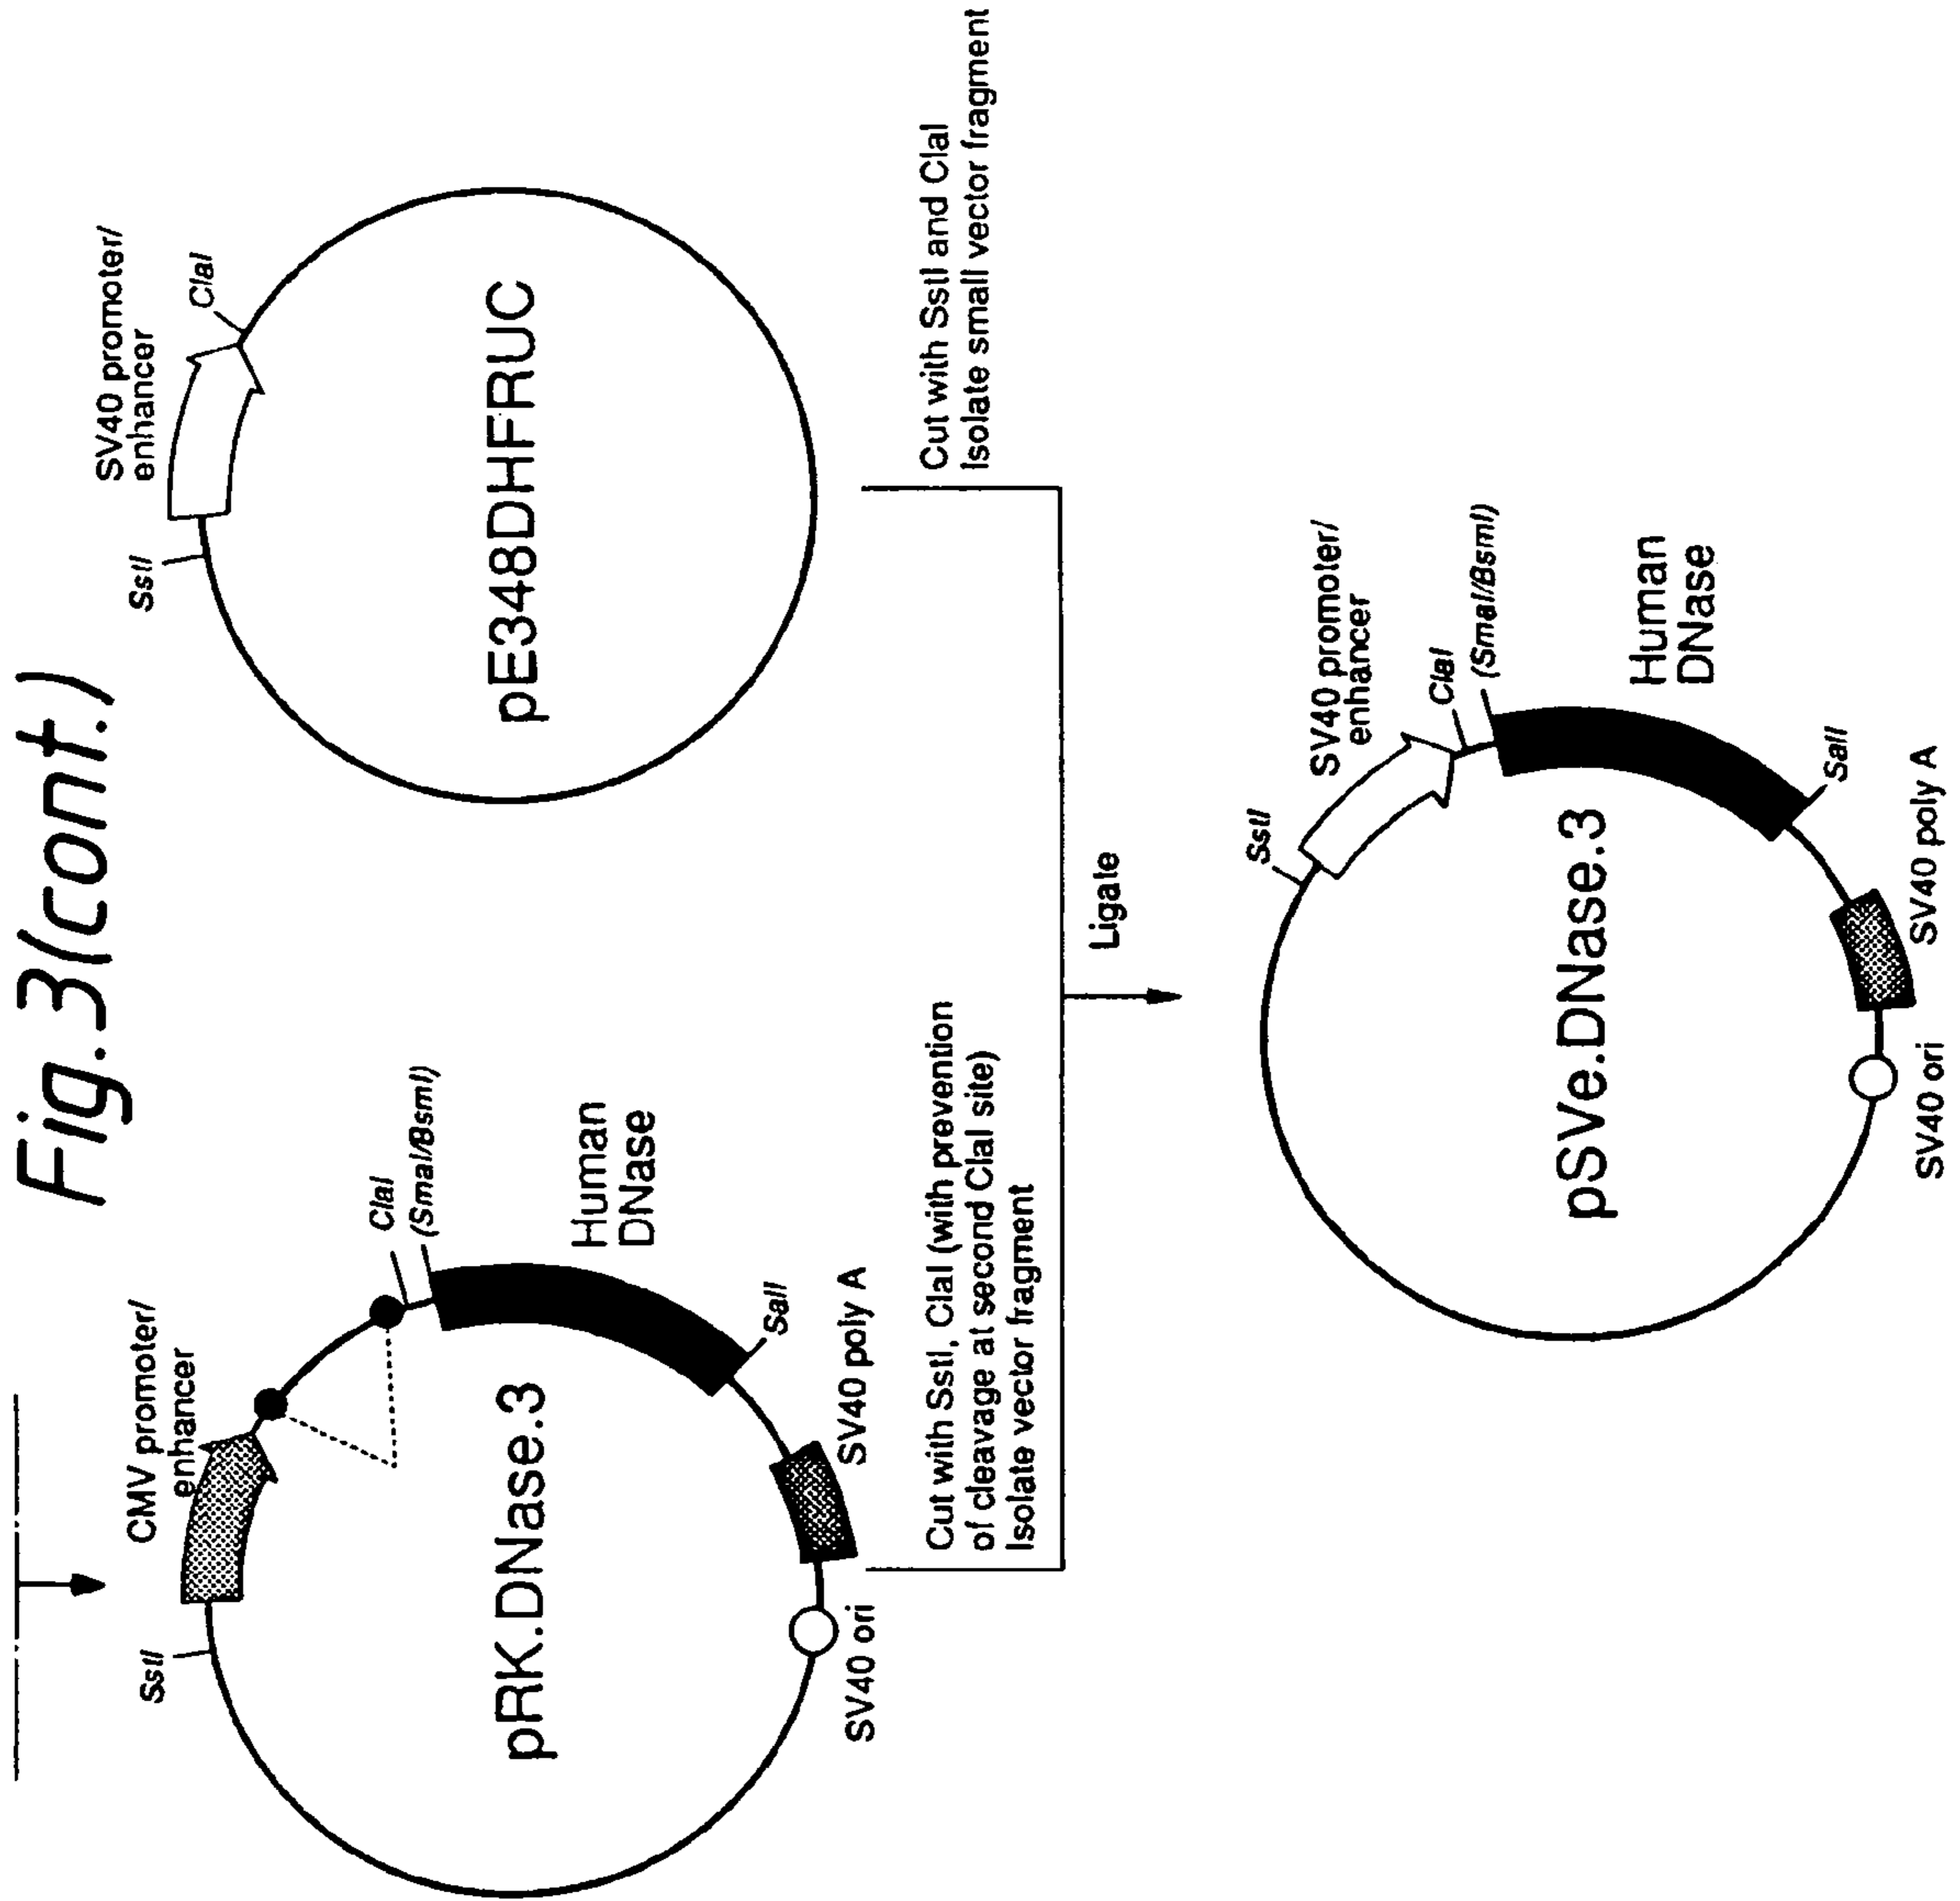 Fig. 3(cont.)
SstI
CMV promoter/
enhancer
ClaI
(SmaI/BsmI)
Human
DNase
SalI
SV40 poly A
SV40 ori
pRK.DNase.3
SstI
SV40 promoter/
enhancer
ClaI
pE348DHFRUC
Cut with SstI, ClaI (with prevention
of cleavage at second ClaI site)
Isolate vector fragment
Cut with SstI and ClaI
Isolate small vector fragment
Ligate
SstI
SV40 promoter/
enhancer
ClaI
(SmaI/BsmI)
Human
DNase
SalI
SV40 poly A
SV40 ori
pSVe.DNase.3